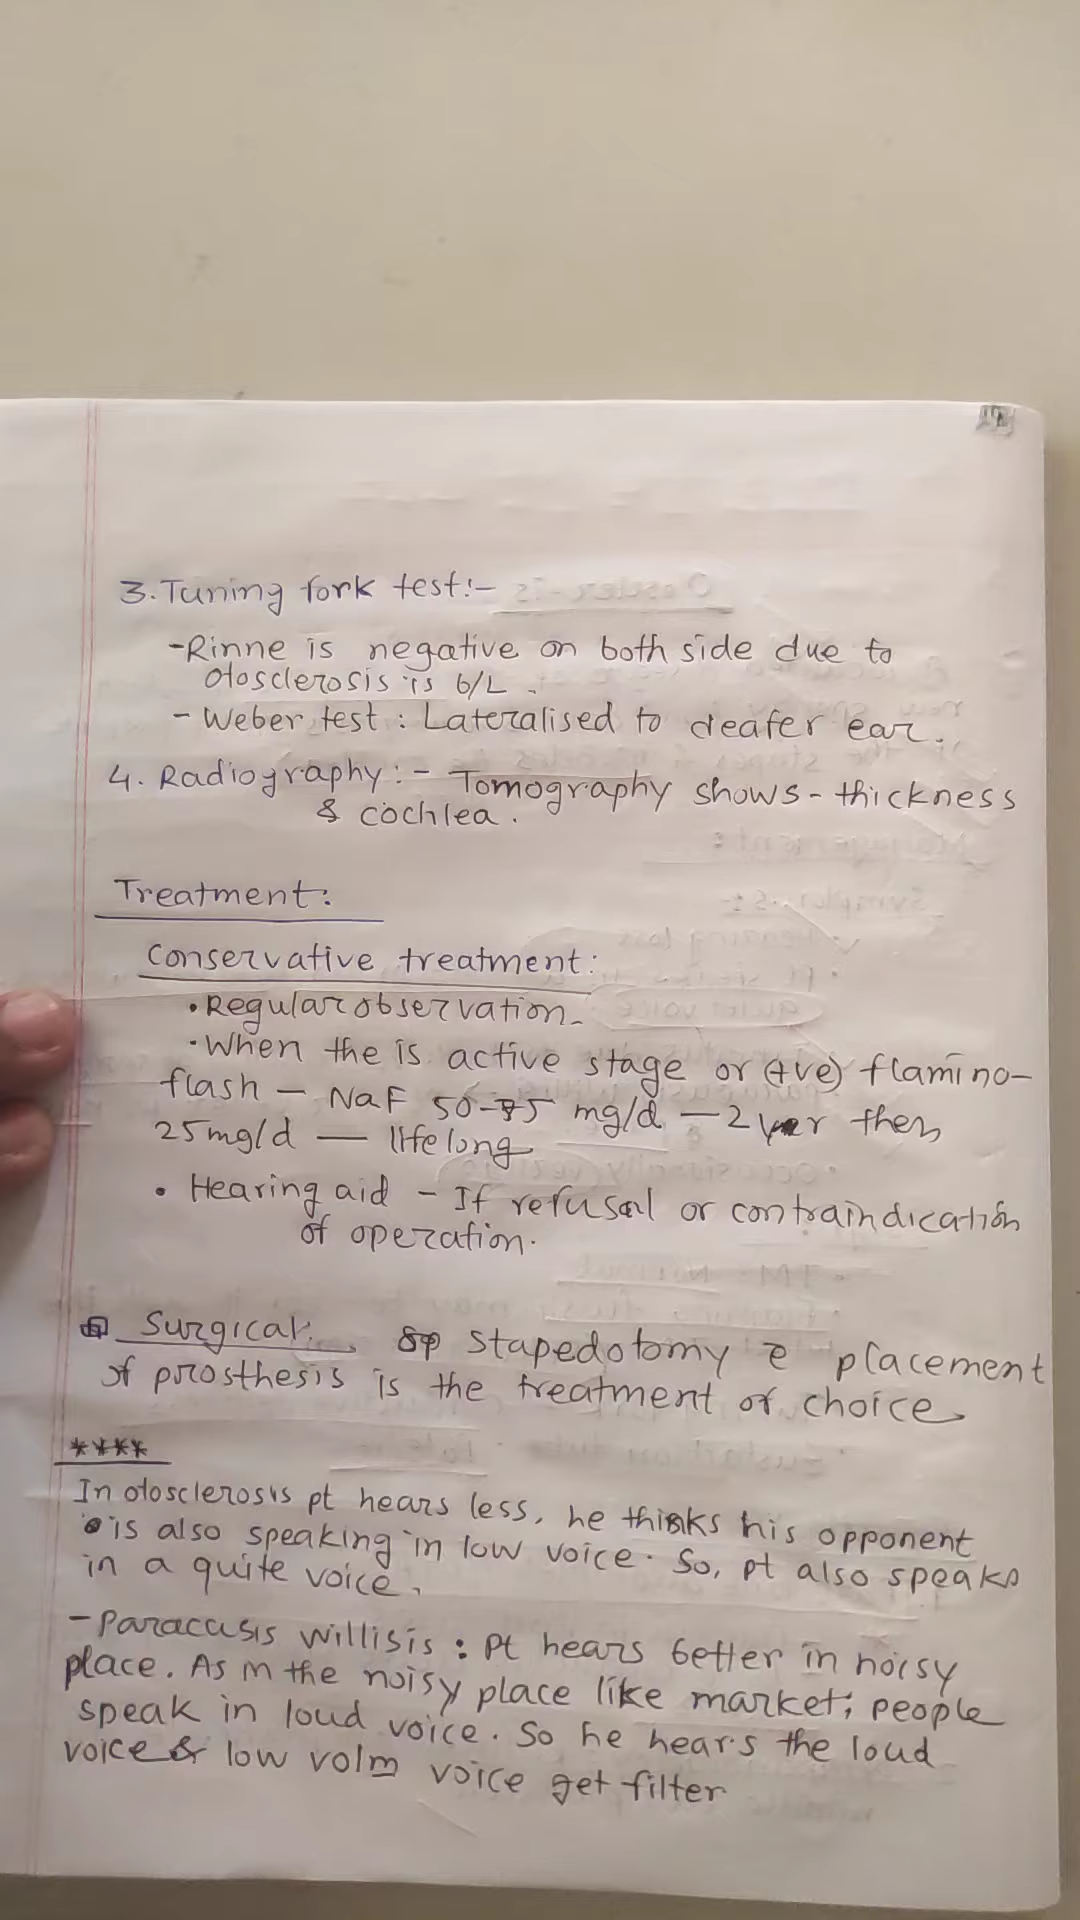 3. Tuning fork test:-
-Rinne is negative on both side due to
otosclerosis is b/L.
- Weber test : Lateralised to deafer ear.
4. Radiography:- Tomography shows - thickness
& cochlea.
Treatment:
Conservative treatment:
• Regular observation.
• When the is active stage or (+ve) flamino-
flash - NaF 50-75 mg/d - 2 yer then
25mg/d - lifelong
• Hearing aid - If refusal or contraindication
of operation.
Surgical. stapedotomy c̄ placement
of prosthesis is the treatment of choice.
****
In otosclerosis pt hears less, he thinks his opponent
is also speaking in low voice. So, pt also speaks
in a quite voice.
- Paracusis willisis : Pt hears better in noisy
place. As in the noisy place like market; people
speak in loud voice. So he hears the loud
voice & low volm voice get filter